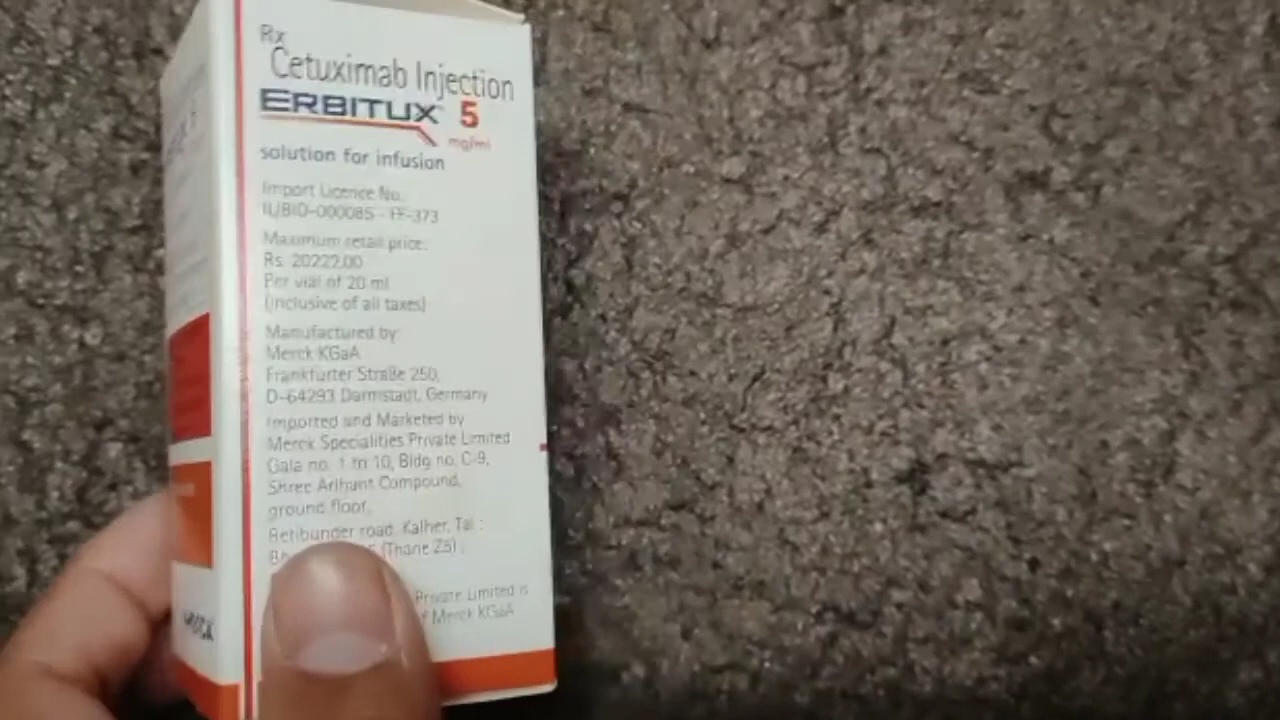 Rx
Cetuximab Injection
ERBITUX® 5
mg/ml
solution for infusion
Import Licence No.
IL/BIO-000085 - FF-373
Maximum retail price:
Rs. 20222.00
Per vial of 20 ml
(inclusive of all taxes)
Manufactured by:
Merck KGaA
Frankfurter Straße 250,
D-64293 Darmstadt, Germany
Imported and Marketed by
Merck Specialities Private Limited
Gala no. 1 to 10, Bldg no. C-9,
Shree Arihant Compound,
ground floor,
Retibunder road, Kalher, Tal :
(Thane Z5)
Private Limited is
f Merck KGaA